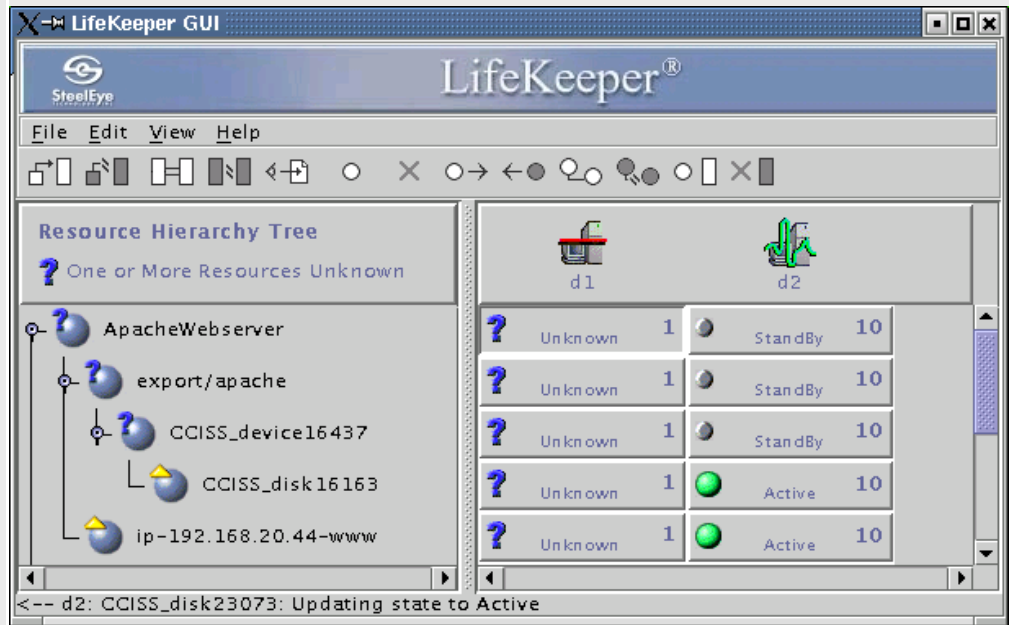 LifeKeeper GUI
SteelEye
LifeKeeper®
File Edit View Help
Resource Hierarchy Tree
? One or More Resources Unknown
d1 d2
ApacheWebserver ? Unknown 1 StandBy 10
export/apache ? Unknown 1 StandBy 10
CCISS_device16437 ? Unknown 1 StandBy 10
CCISS_disk16163 ? Unknown 1 Active 10
ip-192.168.20.44-www ? Unknown 1 Active 10
<-- d2: CCISS_disk23073: Updating state to Active